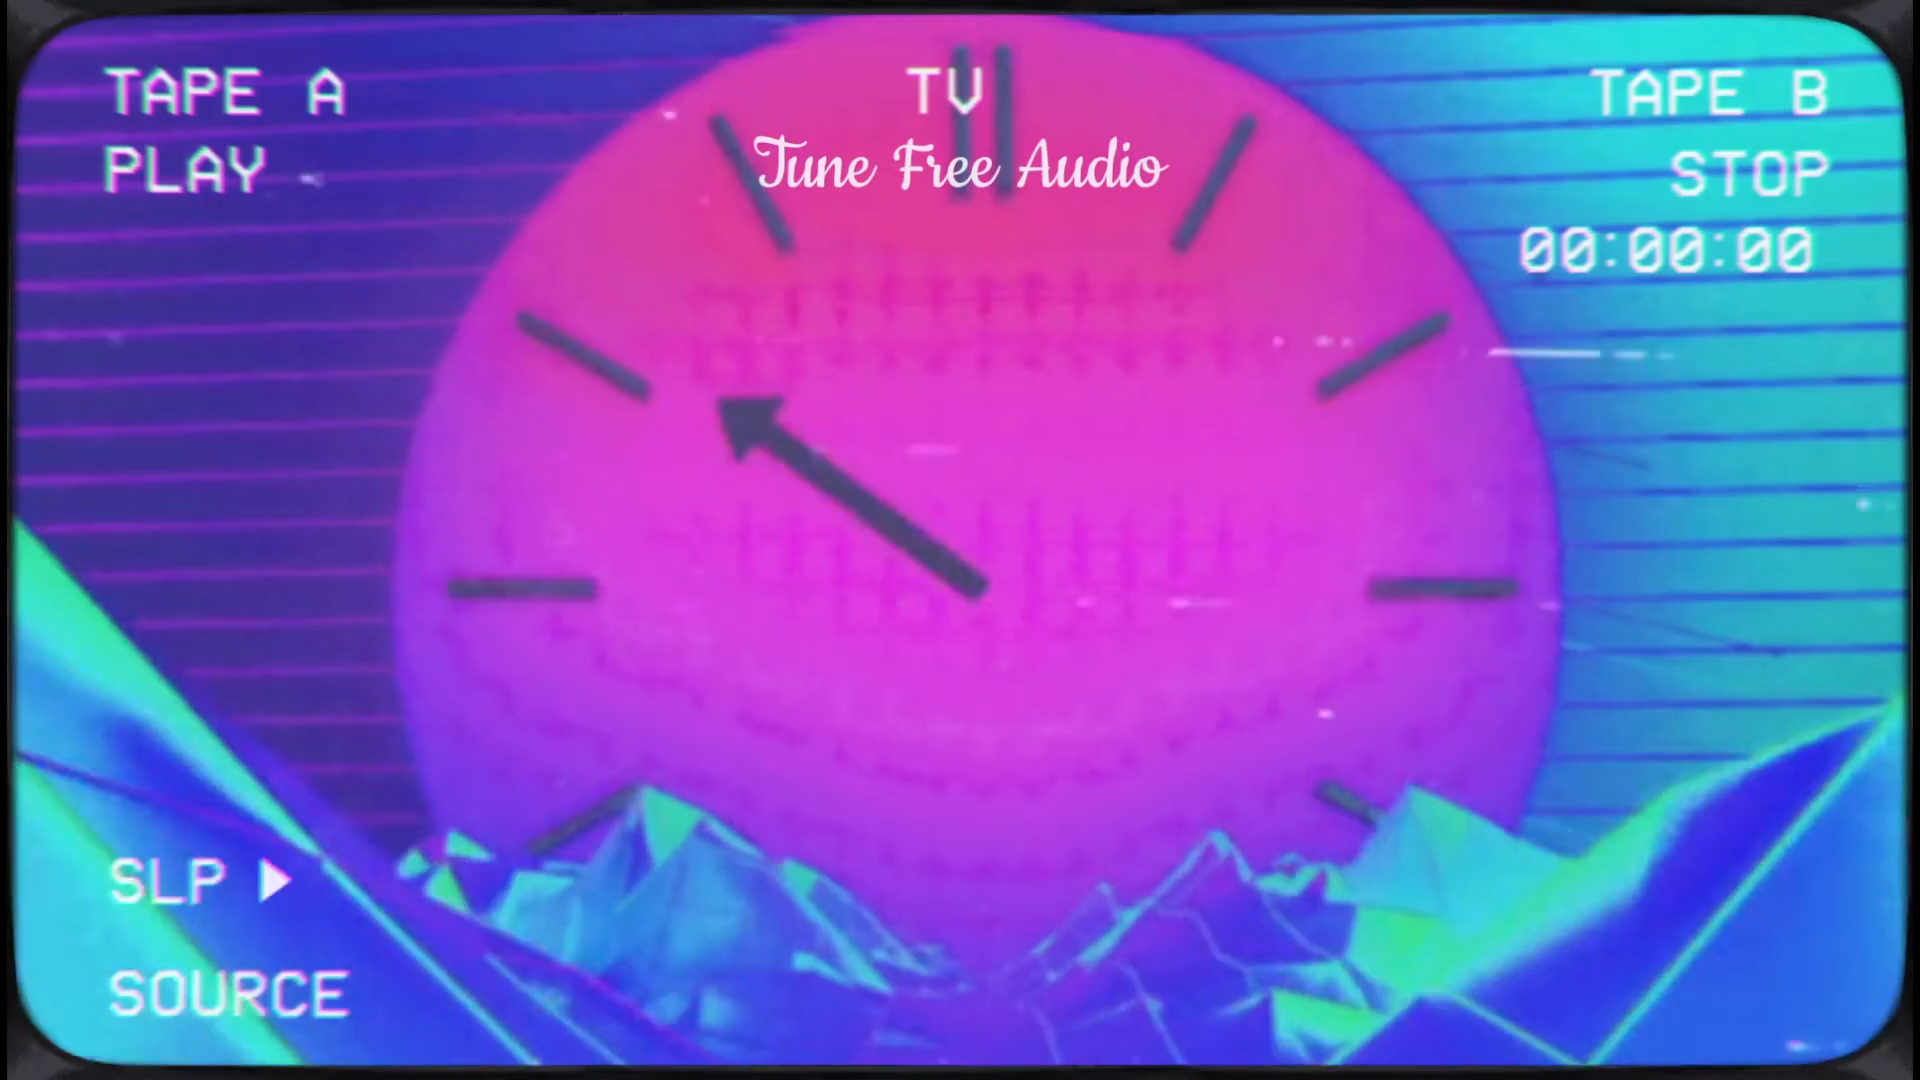 TAPE A
PLAY
TV
Tune Free Audio
TAPE B
STOP
00:00:00
SLP
SOURCE